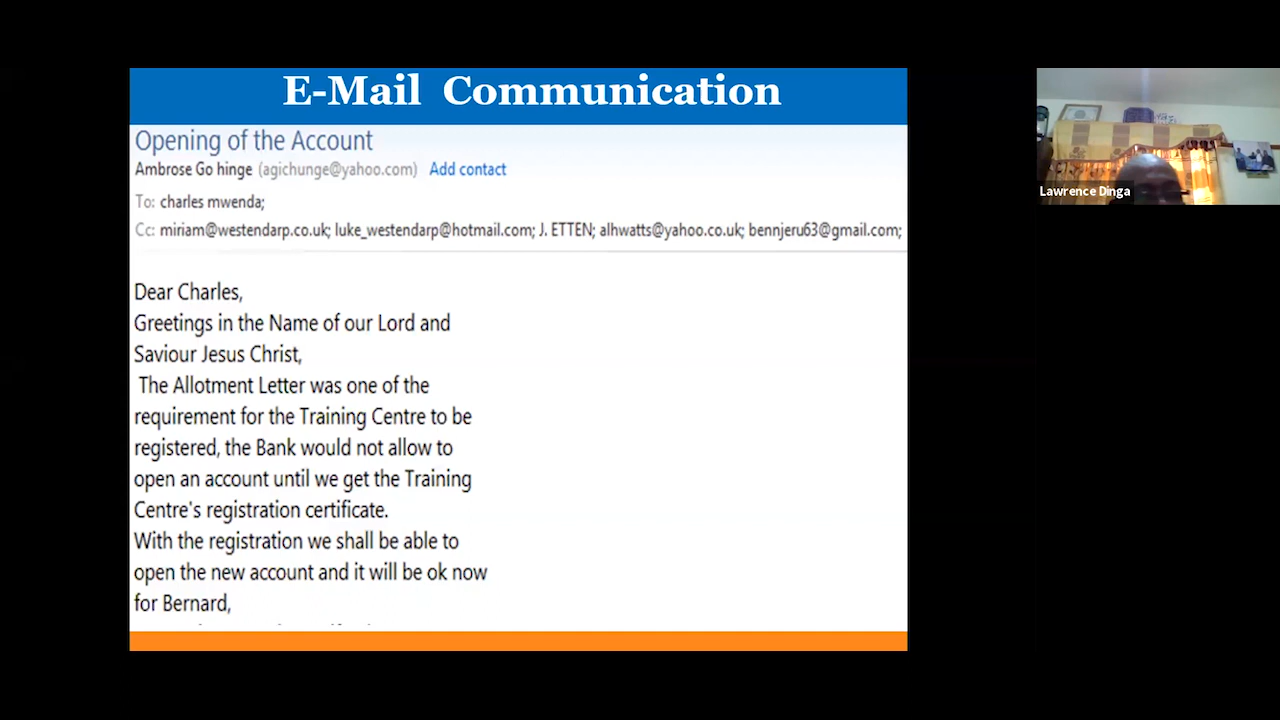 E-Mail Communication
Opening of the Account
Ambrose Go hinge (agichunge@yahoo.com) Add contact
To: charles mwenda;
Cc: miriam@westendarp.co.uk; luke_westendarp@hotmail.com; J. ETTEN; alhwatts@yahoo.co.uk; bennjeru63@gmail.com;
Dear Charles,
Greetings in the Name of our Lord and
Saviour Jesus Christ,
The Allotment Letter was one of the
requirement for the Training Centre to be
registered, the Bank would not allow to
open an account until we get the Training
Centre's registration certificate.
With the registration we shall be able to
open the new account and it will be ok now
for Bernard,
Lawrence Dinga